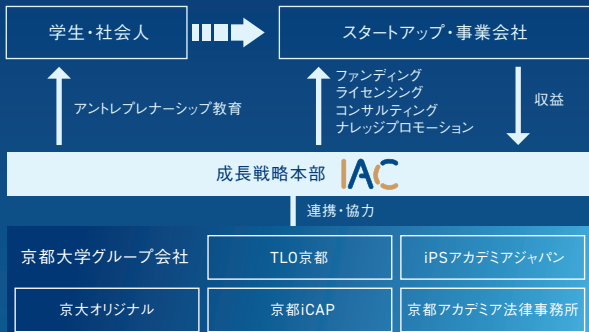 学生・社会人
スタートアップ・事業会社
アントレプレナーシップ教育
ファンディング
ライセンシング
コンサルティング
ナレッジプロモーション
収益
成長戦略本部 IAC
連携・協力
京都大学グループ会社
TLO京都
iPSアカデミアジャパン
京大オリジナル
京都iCAP
京都アカデミア法律事務所